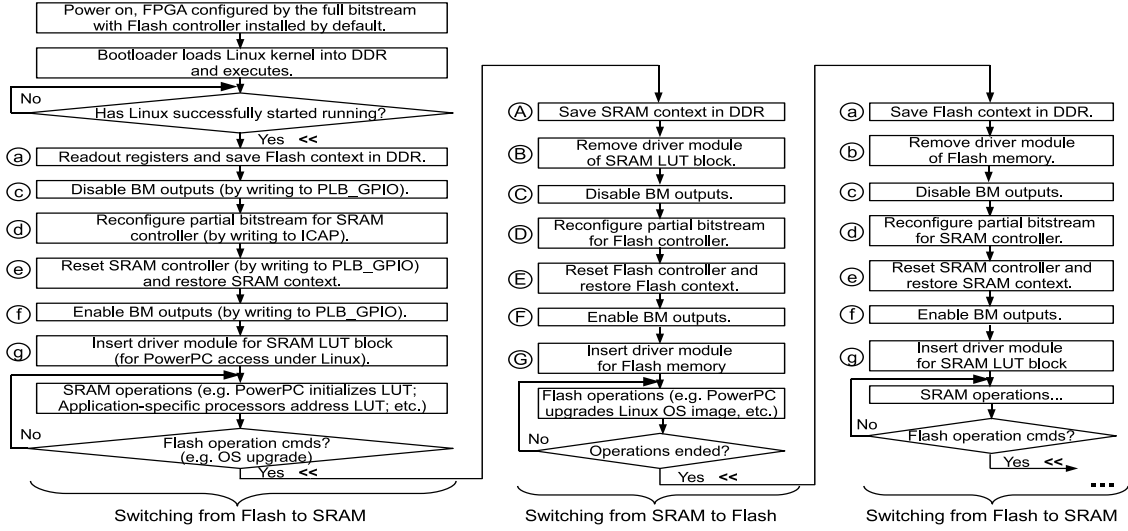 Power on, FPGA configured by the full bitstream
with Flash controller installed by default.
Bootloader loads Linux kernel into DDR
and executes.
No
Has Linux successfully started running?
Yes <<
a
Readout registers and save Flash context in DDR.
c
Disable BM outputs (by writing to PLB_GPIO).
d
Reconfigure partial bitstream for SRAM
controller (by writing to ICAP).
e
Reset SRAM controller (by writing to PLB_GPIO)
and restore SRAM context.
f
Enable BM outputs (by writing to PLB_GPIO).
g
Insert driver module for SRAM LUT block
(for PowerPC access under Linux).
SRAM operations (e.g. PowerPC initializes LUT;
Application-specific processors address LUT; etc.)
No
Flash operation cmds?
(e.g. OS upgrade)
Yes <<
Switching from Flash to SRAM
A
Save SRAM context in DDR
B
Remove driver module
of SRAM LUT block.
C
Disable BM outputs.
D
Reconfigure partial bitstream
for Flash controller.
E
Reset Flash controller and
restore Flash context.
F
Enable BM outputs.
G
Insert driver module
for Flash memory
Flash operations (e.g. PowerPC
upgrades Linux OS image, etc.)
No
Operations ended?
Yes <<
Switching from SRAM to Flash
a
Save Flash context in DDR.
b
Remove driver module
of Flash memory.
c
Disable BM outputs.
d
Reconfigure partial bitstream
for SRAM controller.
e
Reset SRAM controller and
restore SRAM context.
f
Enable BM outputs.
g
Insert driver module
for SRAM LUT block
SRAM operations...
No
Flash operation cmds?
Yes <<
...
Switching from Flash to SRAM